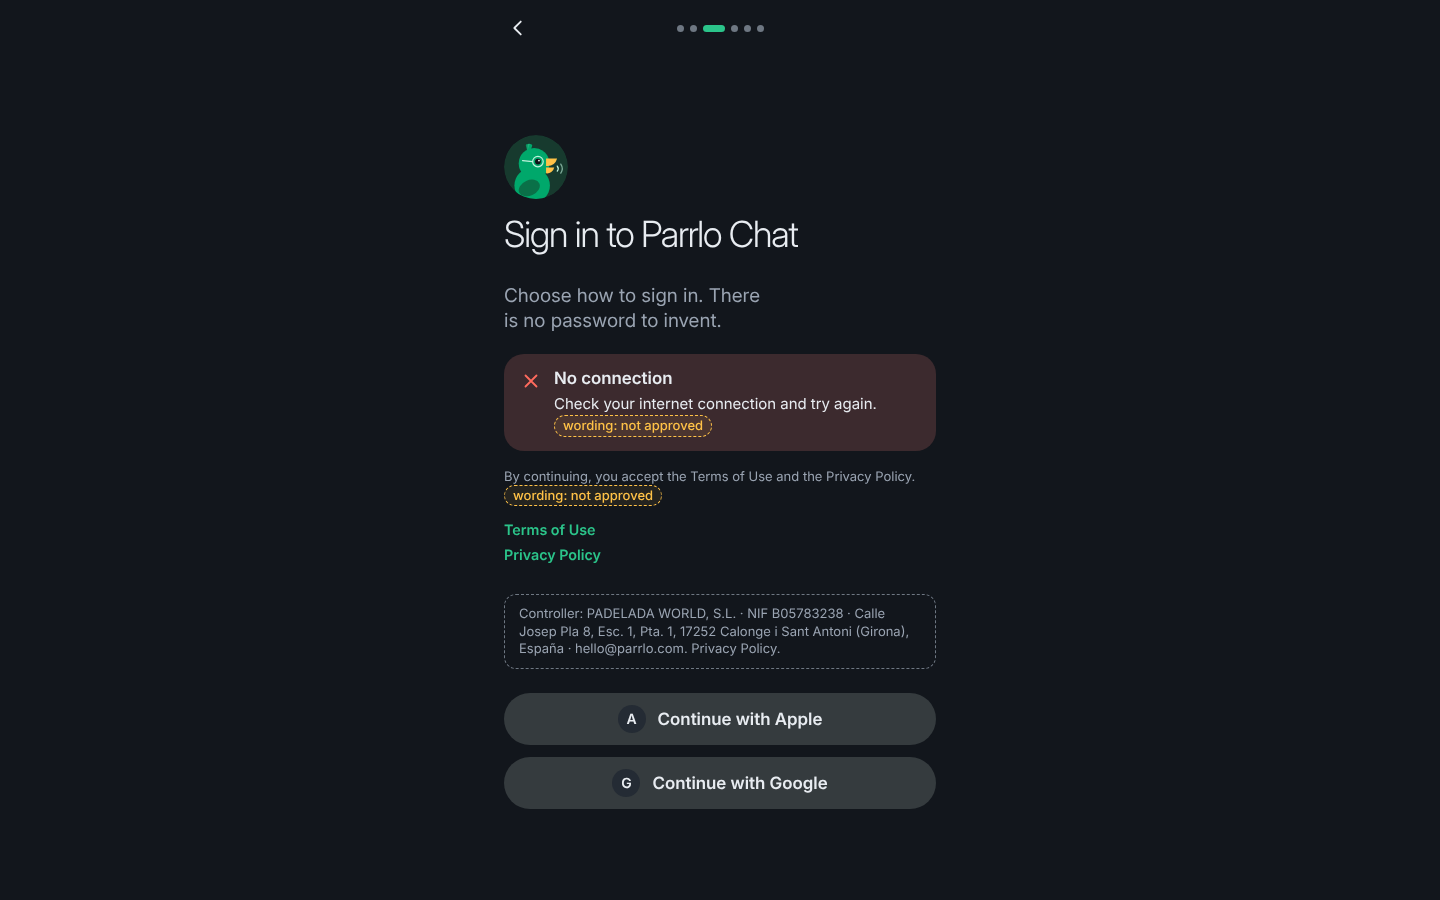 Sign in to Parrlo Chat
Choose how to sign in. There
is no password to invent.
No connection
Check your internet connection and try again.
wording: not approved
By continuing, you accept the Terms of Use and the Privacy Policy.
wording: not approved
Terms of Use
Privacy Policy
Controller: PADELADA WORLD, S.L. · NIF B05783238 · Calle
Josep Pla 8, Esc. 1, Pta. 1, 17252 Calonge i Sant Antoni (Girona),
España · hello@parrlo.com. Privacy Policy.
A Continue with Apple
G Continue with Google